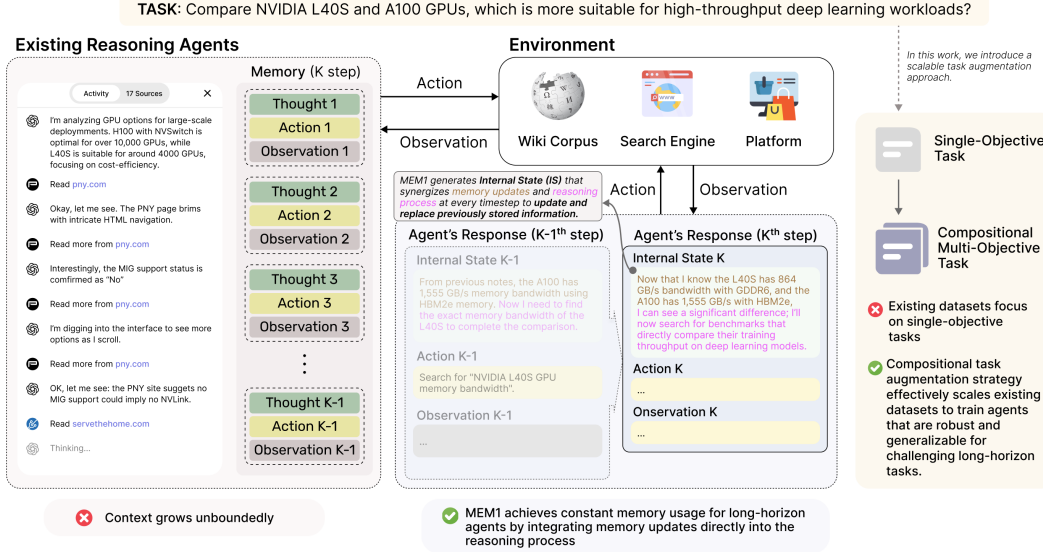 TASK: Compare NVIDIA L40S and A100 GPUs, which is more suitable for high-throughput deep learning workloads?
Existing Reasoning Agents
Activity
17 Sources
I'm analyzing GPU options for large-scale
deploymments. H100 with NVSwitch is
optimal for over 10,000 GPUs, while
L40S is suitable for around 4000 GPUs,
focusing on cost-efficiency.
Read pny.com
Okay, let me see. The PNY page brims
with intricate HTML navigation.
Read more from pny.com
Interestingly, the MIG support status is
comfirmed as "No"
Read more from pny.com
I'm digging into the interface to see more
options as I scroll.
Read more from pny.com
OK, let me see: the PNY site suggets no
MIG support could imply no NVLink.
Read servethehome.com
Thinking...
Memory (K step)
Thought 1
Action 1
Observation 1
Thought 2
Action 2
Observation 2
Thought 3
Action 3
Observation 3
Thought K-1
Action K-1
Observation K-1
Context grows unboundedly
Action
Observation
Environment
WWW
Wiki Corpus
Search Engine
Platform
MEM1 generates Internal State (IS) that
synergizes memory updates and reasoning
process at every timestep to update and
replace previously stored information.
Action
Observation
Agent's Response (K-1th step)
Internal State K-1
From previous notes, the A100 has
1,555 GB/s memory bandwidth using
HBM2e memory. Now I need to find
the exact memory bandwidth of the
L40S to complete the comparison.
Action K-1
Search for "NVIDIA L40S GPU
memory bandwidth".
Observation K-1
...
Agent's Response (Kth step)
Internal State K
Now that I know the L40S has 864
GB/s bandwidth with GDDR6, and the
A100 has 1,555 GB/s with HBM2e,
I can see a significant difference; I'll
now search for benchmarks that
directly compare their training
throughput on deep learning models.
Action K
...
Onservation K
...
MEM1 achieves constant memory usage for long-horizon
agents by integrating memory updates directly into the
reasoning process
In this work, we introduce a
scalable task augmentation
approach.
Single-Objective
Task
Compositional
Multi-Objective
Task
Existing datasets focus
on single-objective
tasks
Compositional task
augmentation strategy
effectively scales existing
datasets to train agents
that are robust and
generalizable for
challenging long-horizon
tasks.